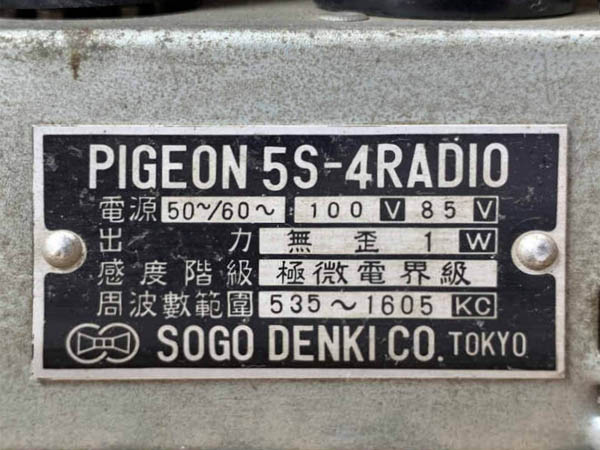 PIGEON 5S-4RADIO
電源 50～/60～ 100 V 85 V
出力 無歪 1 W
感度階級 極微電界級
周波數範圍 535～1605 KC
SOGO DENKI CO. TOKYO